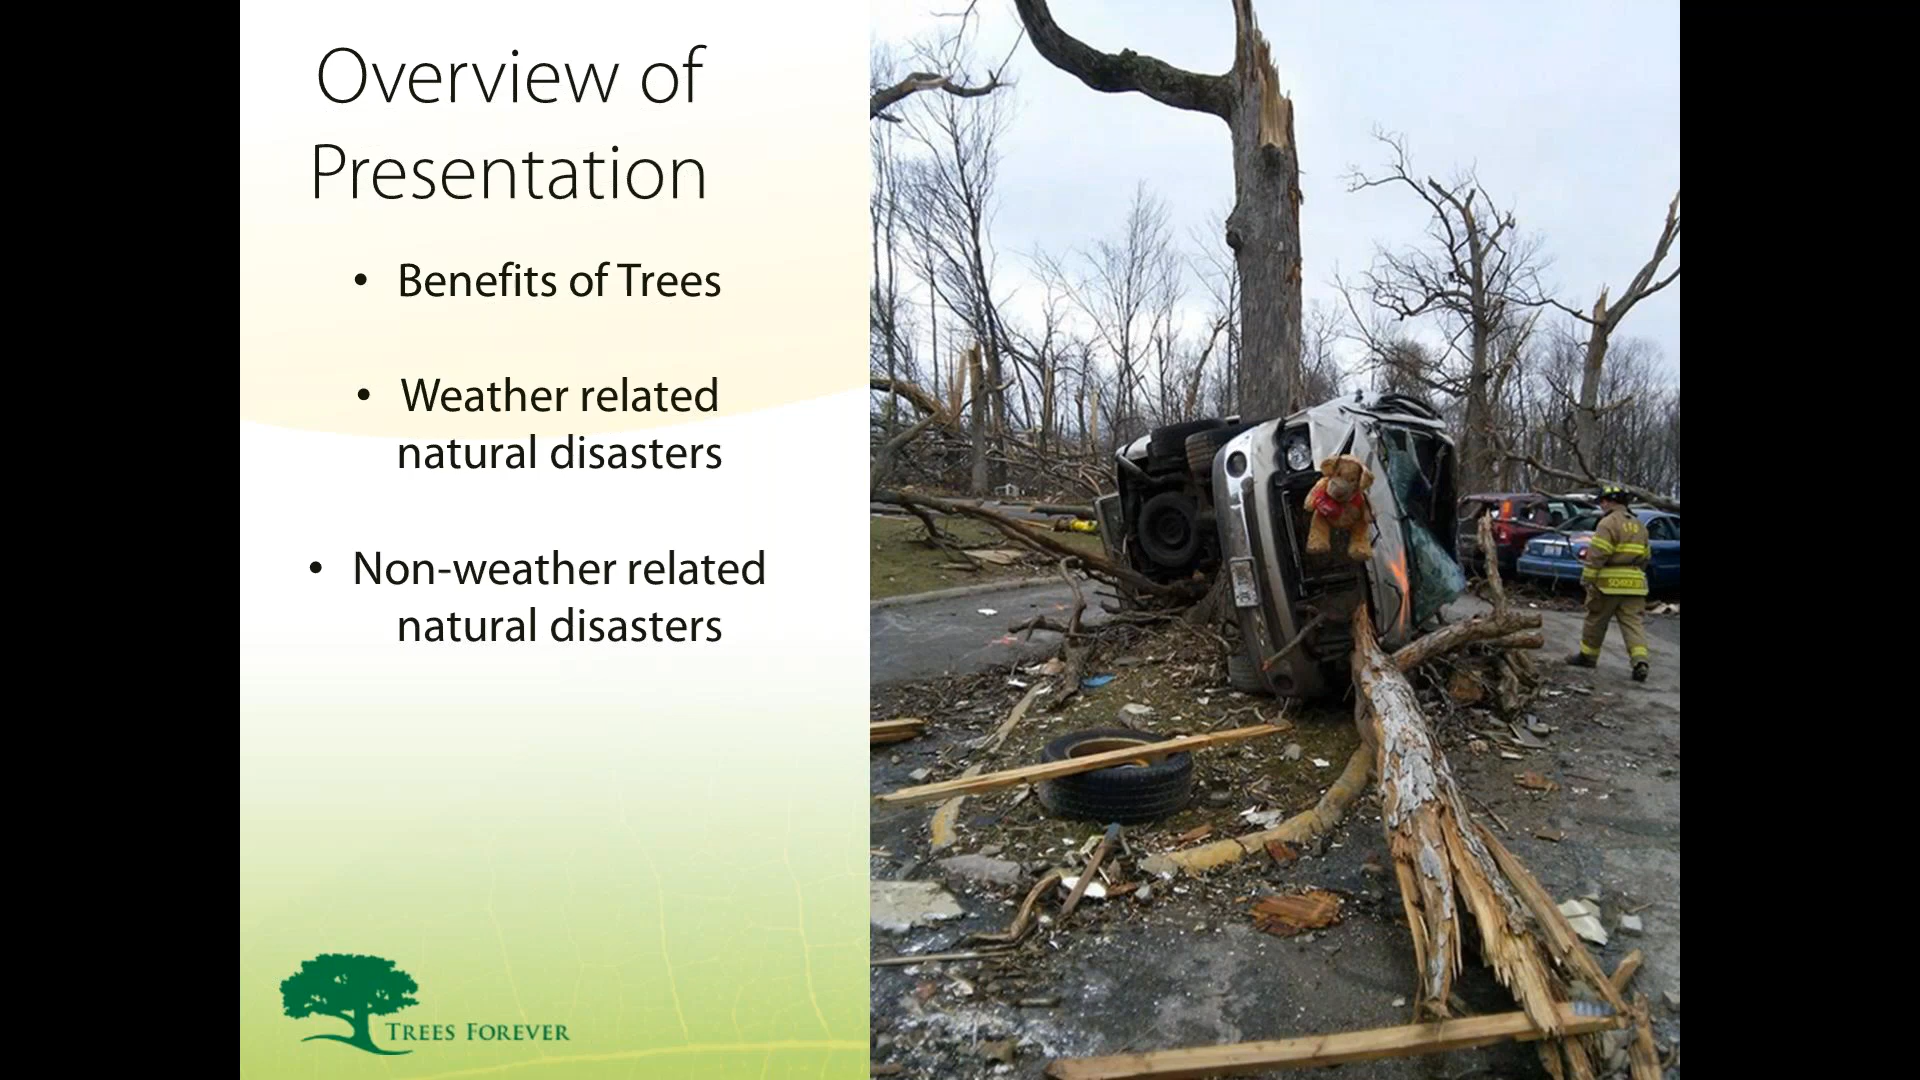 Overview of
Presentation
• Benefits of Trees
• Weather related
natural disasters
• Non-weather related
natural disasters
TREES FOREVER